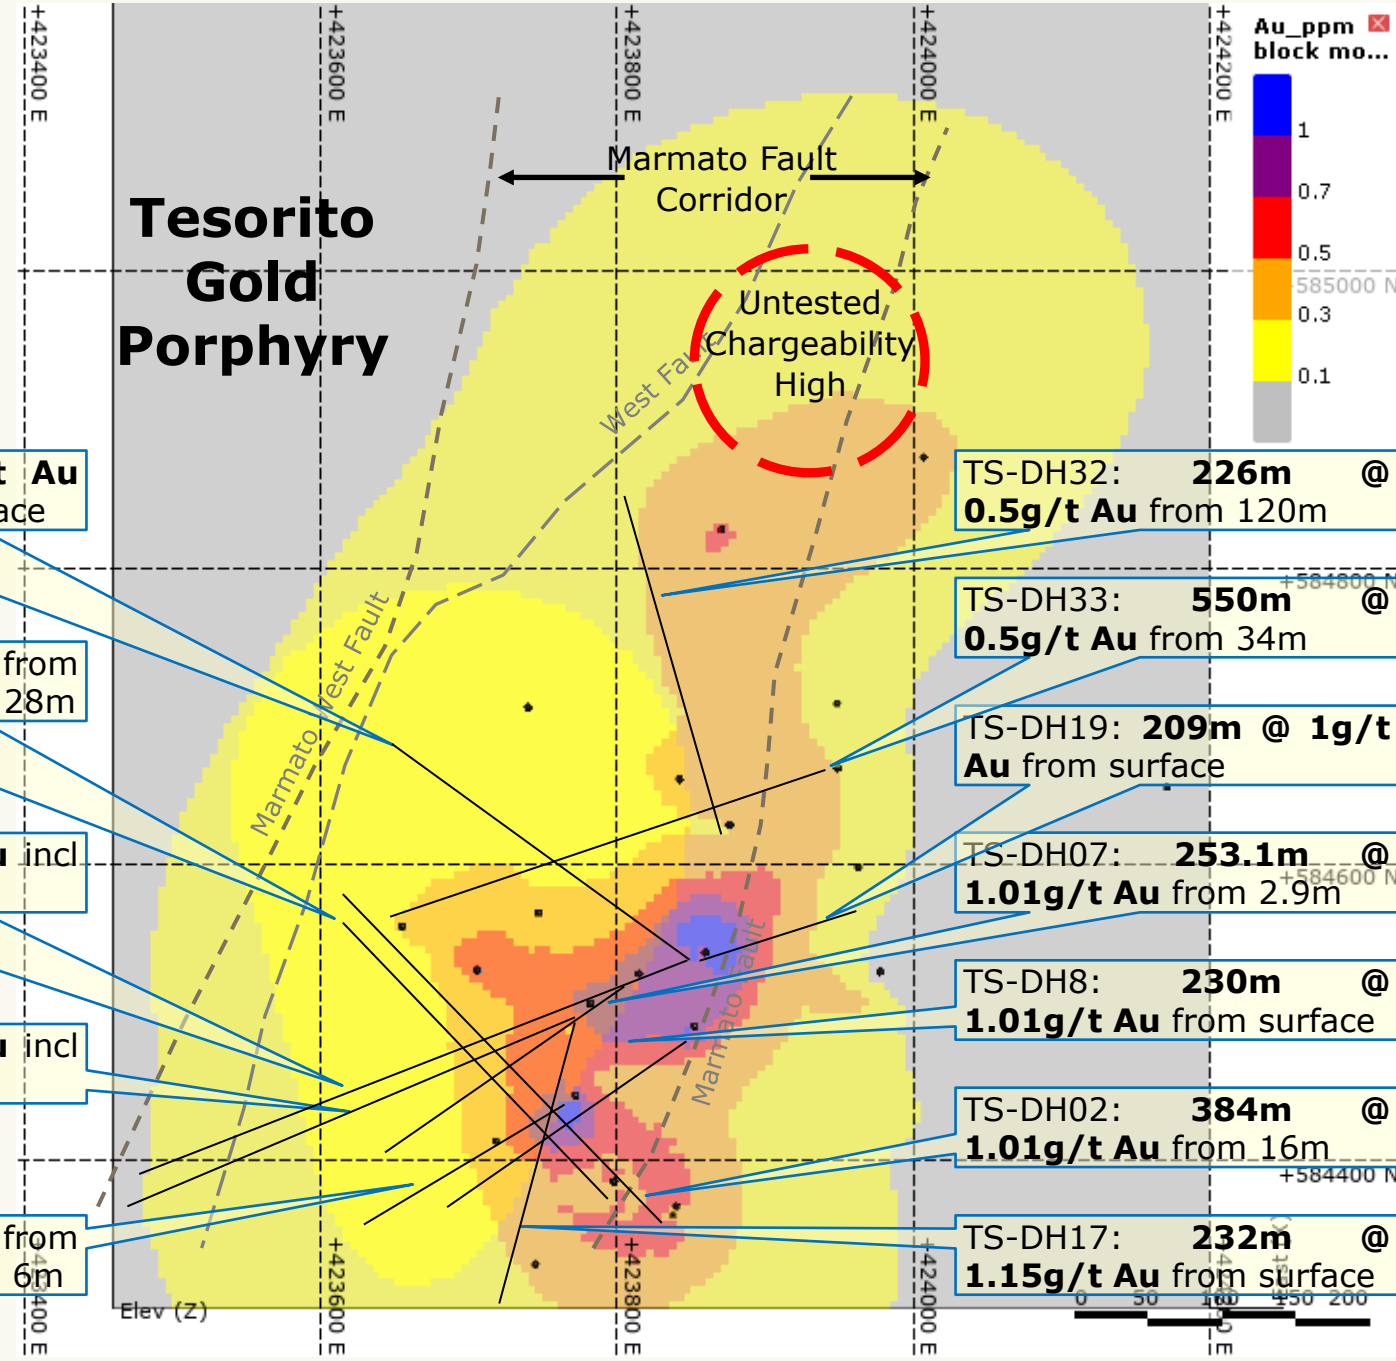 +423400 E
+423600 E
+423800 E
+424000 E
+424200 E
Au_ppm
block mo...
1
0.7
0.5
0.3
0.1
Marmato Fault
Corridor
Tesorito
Gold
Porphyry
585000 N
Untested
Chargeability
High
West Fault
t Au
ace
TS-DH32: 226m @
0.5g/t Au from 120m
+584800 N
TS-DH33: 550m @
0.5g/t Au from 34m
from
28m
Marmato West Fault
TS-DH19: 209m @ 1g/t
Au from surface
u incl
TS-DH07: 253.1m @
1.01g/t Au from 2.9m
+584600 N
Marmato Fault
TS-DH8: 230m @
1.01g/t Au from surface
u incl
TS-DH02: 384m @
1.01g/t Au from 16m
+584400 N
from
6m
TS-DH17: 232m @
1.15g/t Au from surface
Elev (Z)
0 50 100 150 200
+423400 E
+423600 E
+423800 E
+424000 E